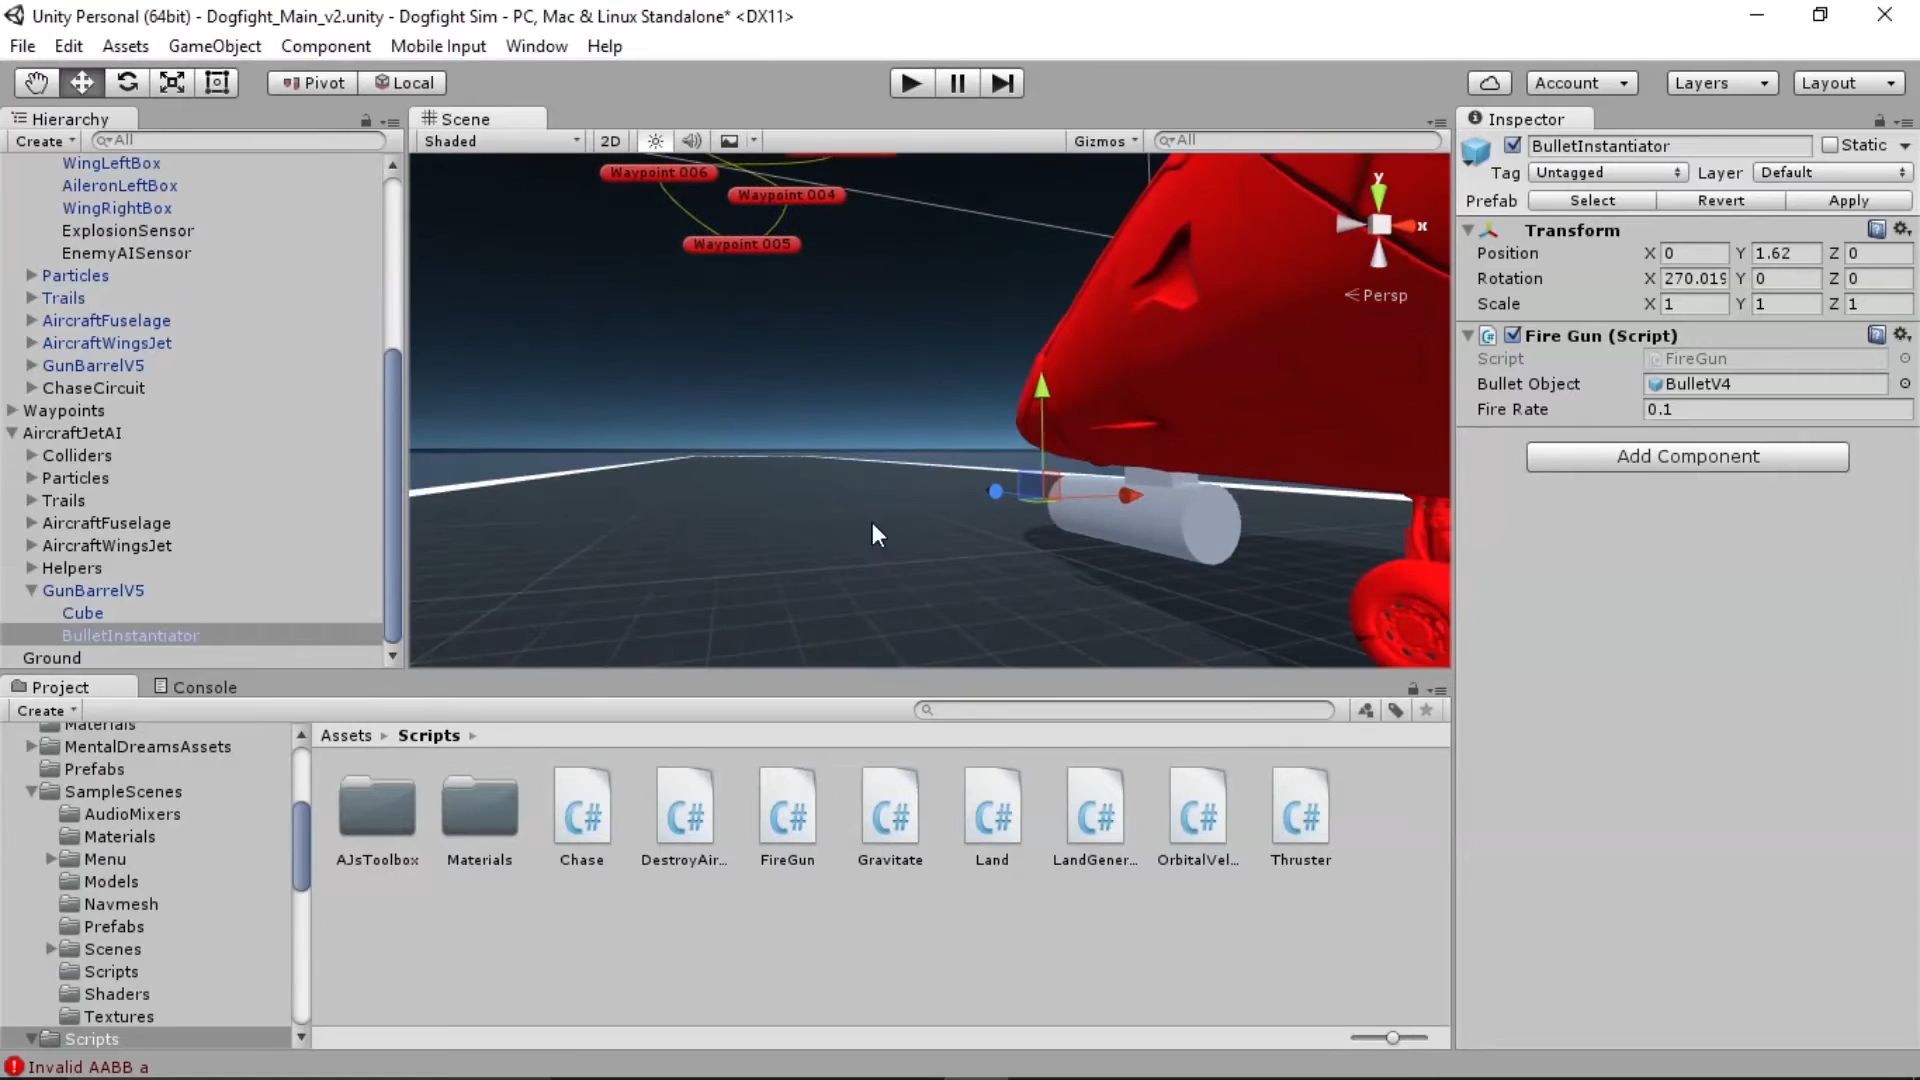 Unity Personal (64bit) - Dogfight_Main_v2.unity - Dogfight Sim - PC, Mac & Linux Standalone* <DX11>
File Edit Assets GameObject Component Mobile Input Window Help
Pivot Local Account Layers Layout
Hierarchy
Create All
WingLeftBox
AileronLeftBox
WingRightBox
ExplosionSensor
EnemyAISensor
Particles
Trails
AircraftFuselage
AircraftWingsJet
GunBarrelV5
ChaseCircuit
Waypoints
AircraftJetAI
Colliders
Particles
Trails
AircraftFuselage
AircraftWingsJet
Helpers
GunBarrelV5
Cube
BulletInstantiator
Ground
Scene
Shaded 2D Gizmos All
Waypoint 006
Waypoint 004
Waypoint 005
y
x
Persp
Inspector
BulletInstantiator Static
Tag Untagged Layer Default
Prefab Select Revert Apply
Transform
Position X 0 Y 1.62 Z 0
Rotation X 270.019 Y 0 Z 0
Scale X 1 Y 1 Z 1
Fire Gun (Script)
Script FireGun
Bullet Object BulletV4
Fire Rate 0.1
Add Component
Project Console
Create
Materials
MentalDreamsAssets
Prefabs
SampleScenes
AudioMixers
Materials
Menu
Models
Navmesh
Prefabs
Scenes
Scripts
Shaders
Textures
Scripts
Assets Scripts
C# C# C# C# C# C# C# C#
AJsToolbox Materials Chase DestroyAir... FireGun Gravitate Land LandGener... OrbitalVel... Thruster
Invalid AABB a